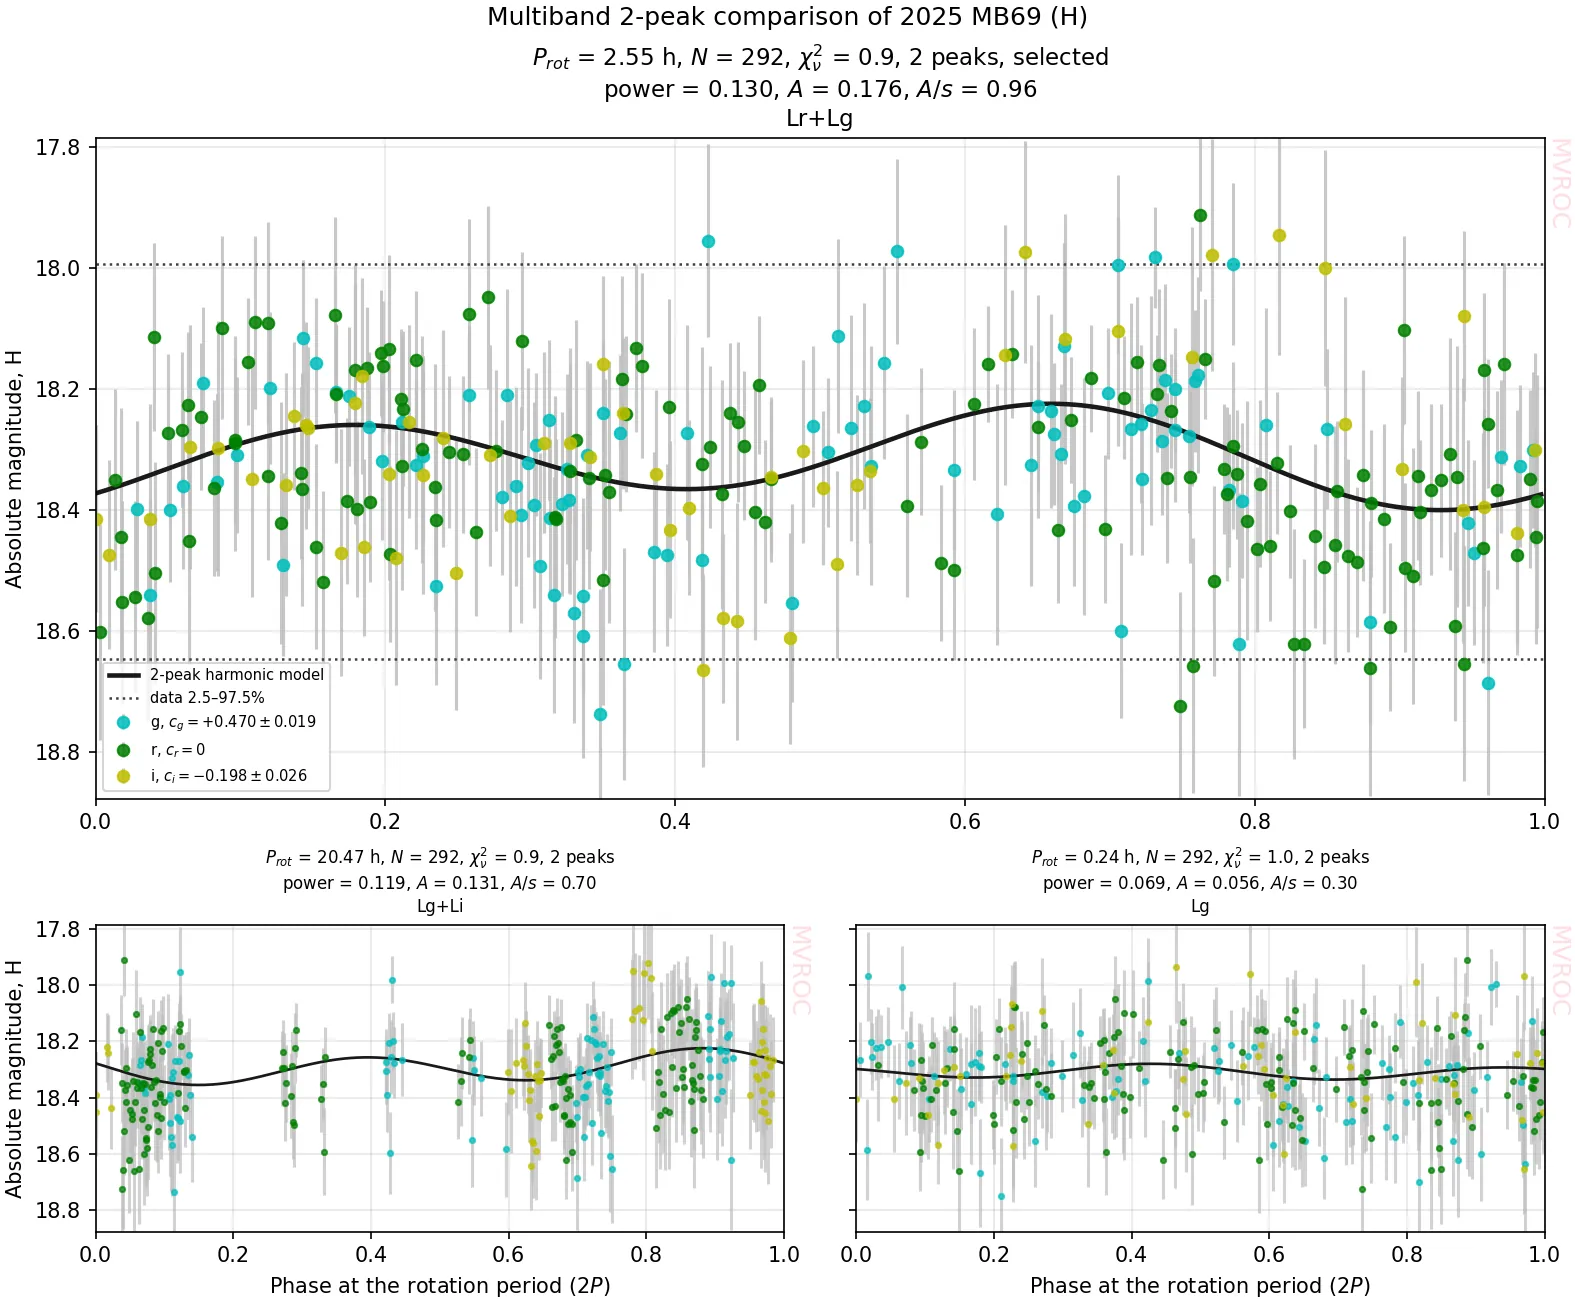 Multiband 2-peak comparison of 2025 MB69 (H)
P_rot = 2.55 h, N = 292, χ²_ν = 0.9, 2 peaks, selected
power = 0.130, A = 0.176, A/s = 0.96
Lr+Lg
17.8
18.0
18.2
18.4
18.6
18.8
Absolute magnitude, H
MVROC
2-peak harmonic model
data 2.5–97.5%
g, c_g = +0.470 ± 0.019
r, c_r = 0
i, c_i = −0.198 ± 0.026
0.0 0.2 0.4 0.6 0.8 1.0
P_rot = 20.47 h, N = 292, χ²_ν = 0.9, 2 peaks
power = 0.119, A = 0.131, A/s = 0.70
Lg+Li
17.8
18.0
18.2
18.4
18.6
18.8
Absolute magnitude, H
MVROC
0.0 0.2 0.4 0.6 0.8 1.0
Phase at the rotation period (2P)
P_rot = 0.24 h, N = 292, χ²_ν = 1.0, 2 peaks
power = 0.069, A = 0.056, A/s = 0.30
Lg
MVROC
0.0 0.2 0.4 0.6 0.8 1.0
Phase at the rotation period (2P)